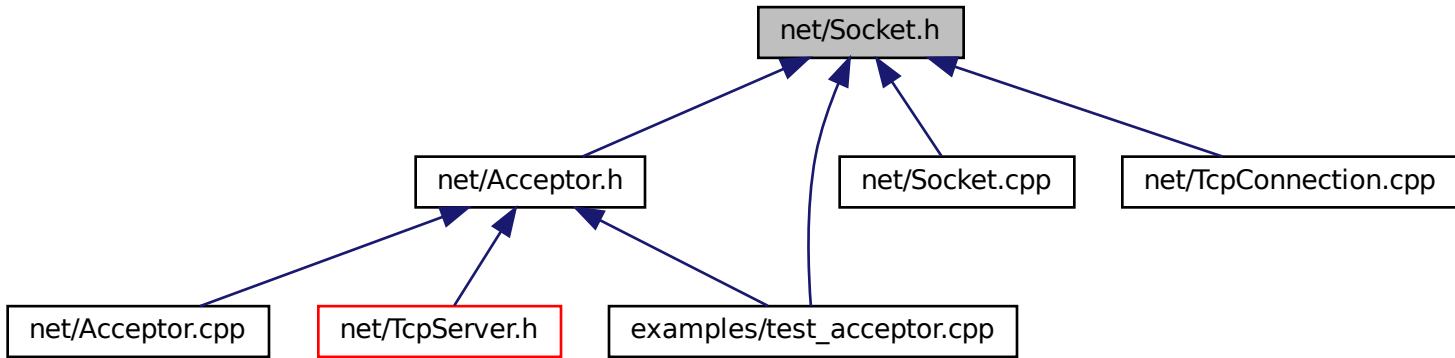 net/Socket.h
net/Acceptor.h
net/Socket.cpp
net/TcpConnection.cpp
net/Acceptor.cpp
net/TcpServer.h
examples/test_acceptor.cpp